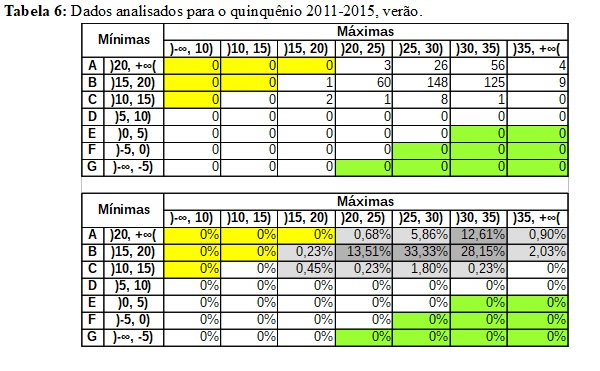 Tabela 6: Dados analisados para o quinquênio 2011-2015, verão.
Mínimas Máximas
)-∞, 10) )10, 15) )15, 20) )20, 25) )25, 30) )30, 35) )35, +∞(
A )20, +∞( 0 0 0 3 26 56 4
B )15, 20) 0 0 1 60 148 125 9
C )10, 15) 0 0 2 1 8 1 0
D )5, 10) 0 0 0 0 0 0 0
E )0, 5) 0 0 0 0 0 0 0
F )-5, 0) 0 0 0 0 0 0 0
G )-∞, -5) 0 0 0 0 0 0 0
Mínimas Máximas
)-∞, 10) )10, 15) )15, 20) )20, 25) )25, 30) )30, 35) )35, +∞(
A )20, +∞( 0% 0% 0% 0,68% 5,86% 12,61% 0,90%
B )15, 20) 0% 0% 0,23% 13,51% 33,33% 28,15% 2,03%
C )10, 15) 0% 0% 0,45% 0,23% 1,80% 0,23% 0%
D )5, 10) 0% 0% 0% 0% 0% 0% 0%
E )0, 5) 0% 0% 0% 0% 0% 0% 0%
F )-5, 0) 0% 0% 0% 0% 0% 0% 0%
G )-∞, -5) 0% 0% 0% 0% 0% 0% 0%